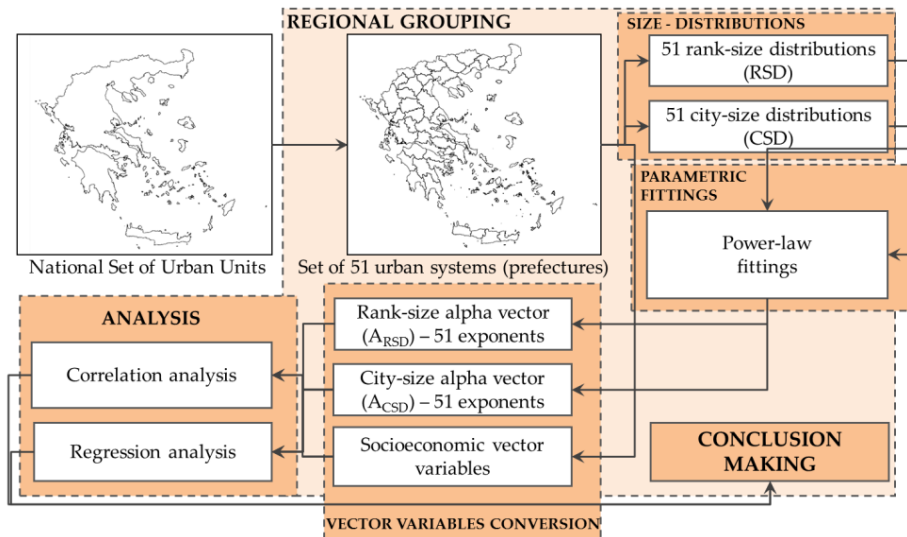 REGIONAL GROUPING
SIZE - DISTRIBUTIONS
51 rank-size distributions
(RSD)
51 city-size distributions
(CSD)
PARAMETRIC
FITTINGS
Power-law
fittings
National Set of Urban Units
Set of 51 urban systems (prefectures)
ANALYSIS
Correlation analysis
Regression analysis
Rank-size alpha vector
(A_RSD) – 51 exponents
City-size alpha vector
(A_CSD) – 51 exponents
Socioeconomic vector
variables
VECTOR VARIABLES CONVERSION
CONCLUSION
MAKING